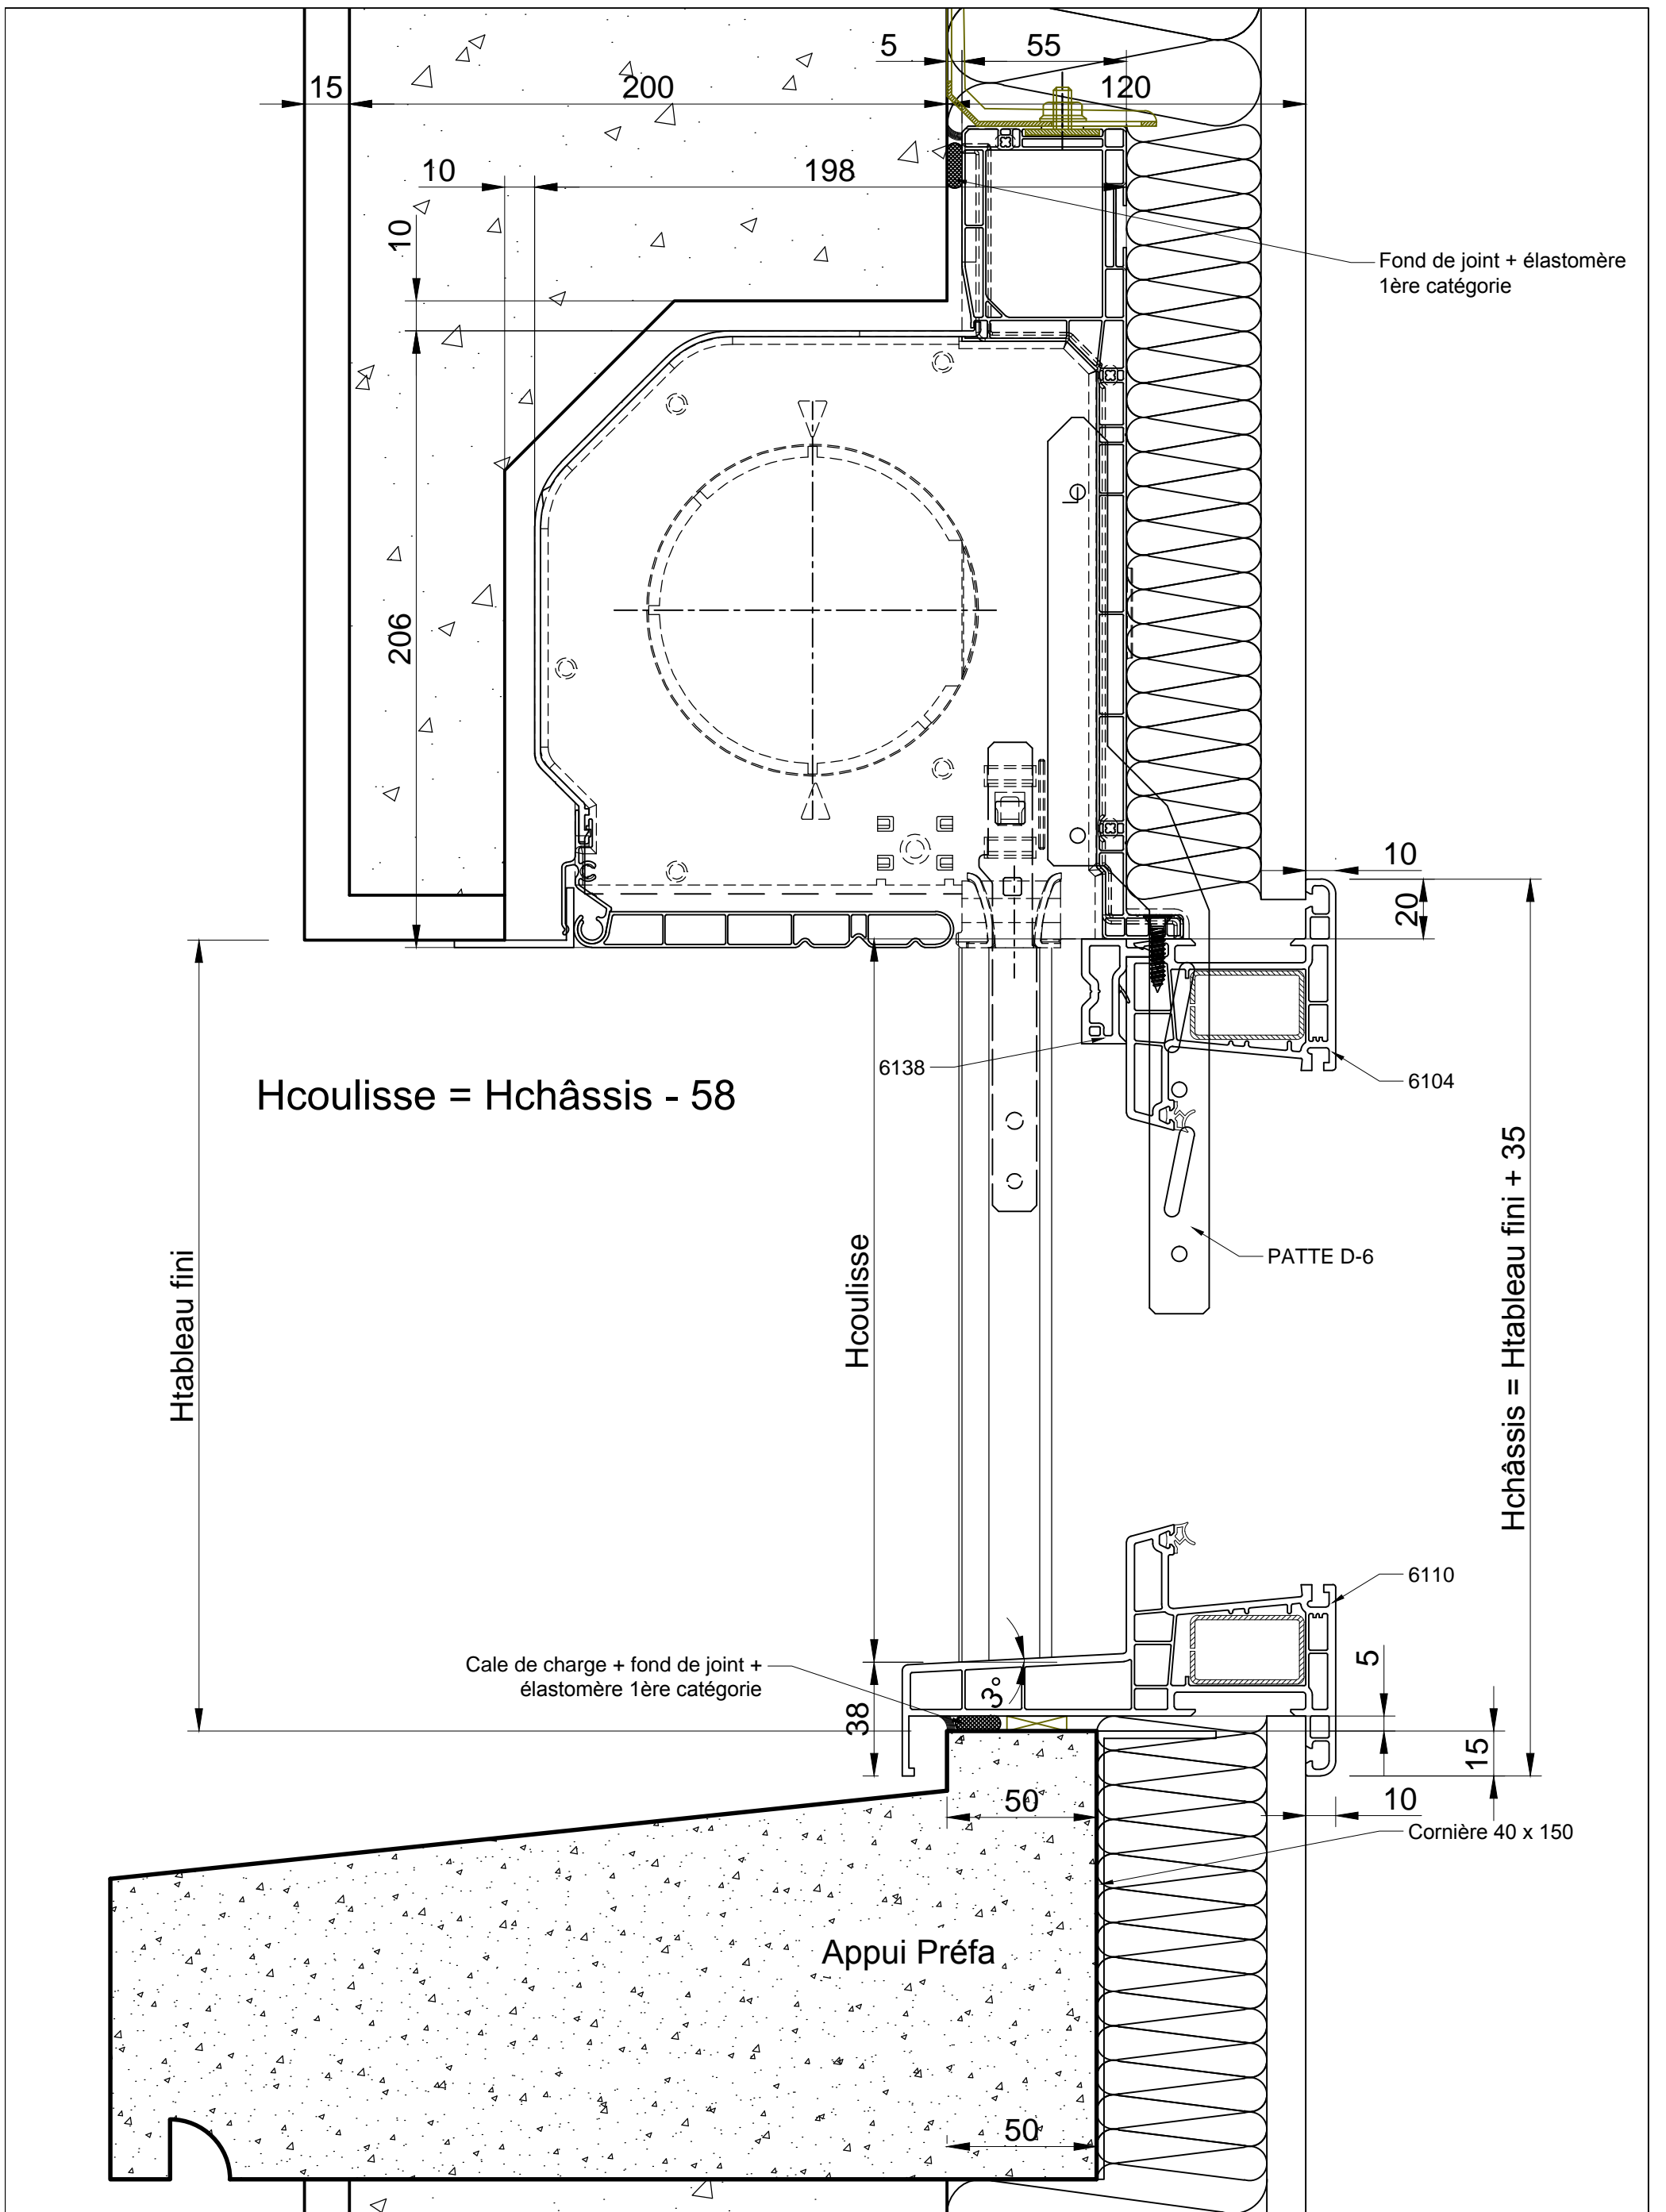 5
55
15
200
120
10
198
10
Fond de joint + élastomère
1ère catégorie
206
10
20
6138
6104
Hcoulisse = Hchâssis - 58
Htableau fini
Hcoulisse
Hchâssis = Htableau fini + 35
PATTE D-6
6110
Cale de charge + fond de joint +
élastomère 1ère catégorie
3°
38
5
15
50
10
Cornière 40 x 150
Appui Préfa
50